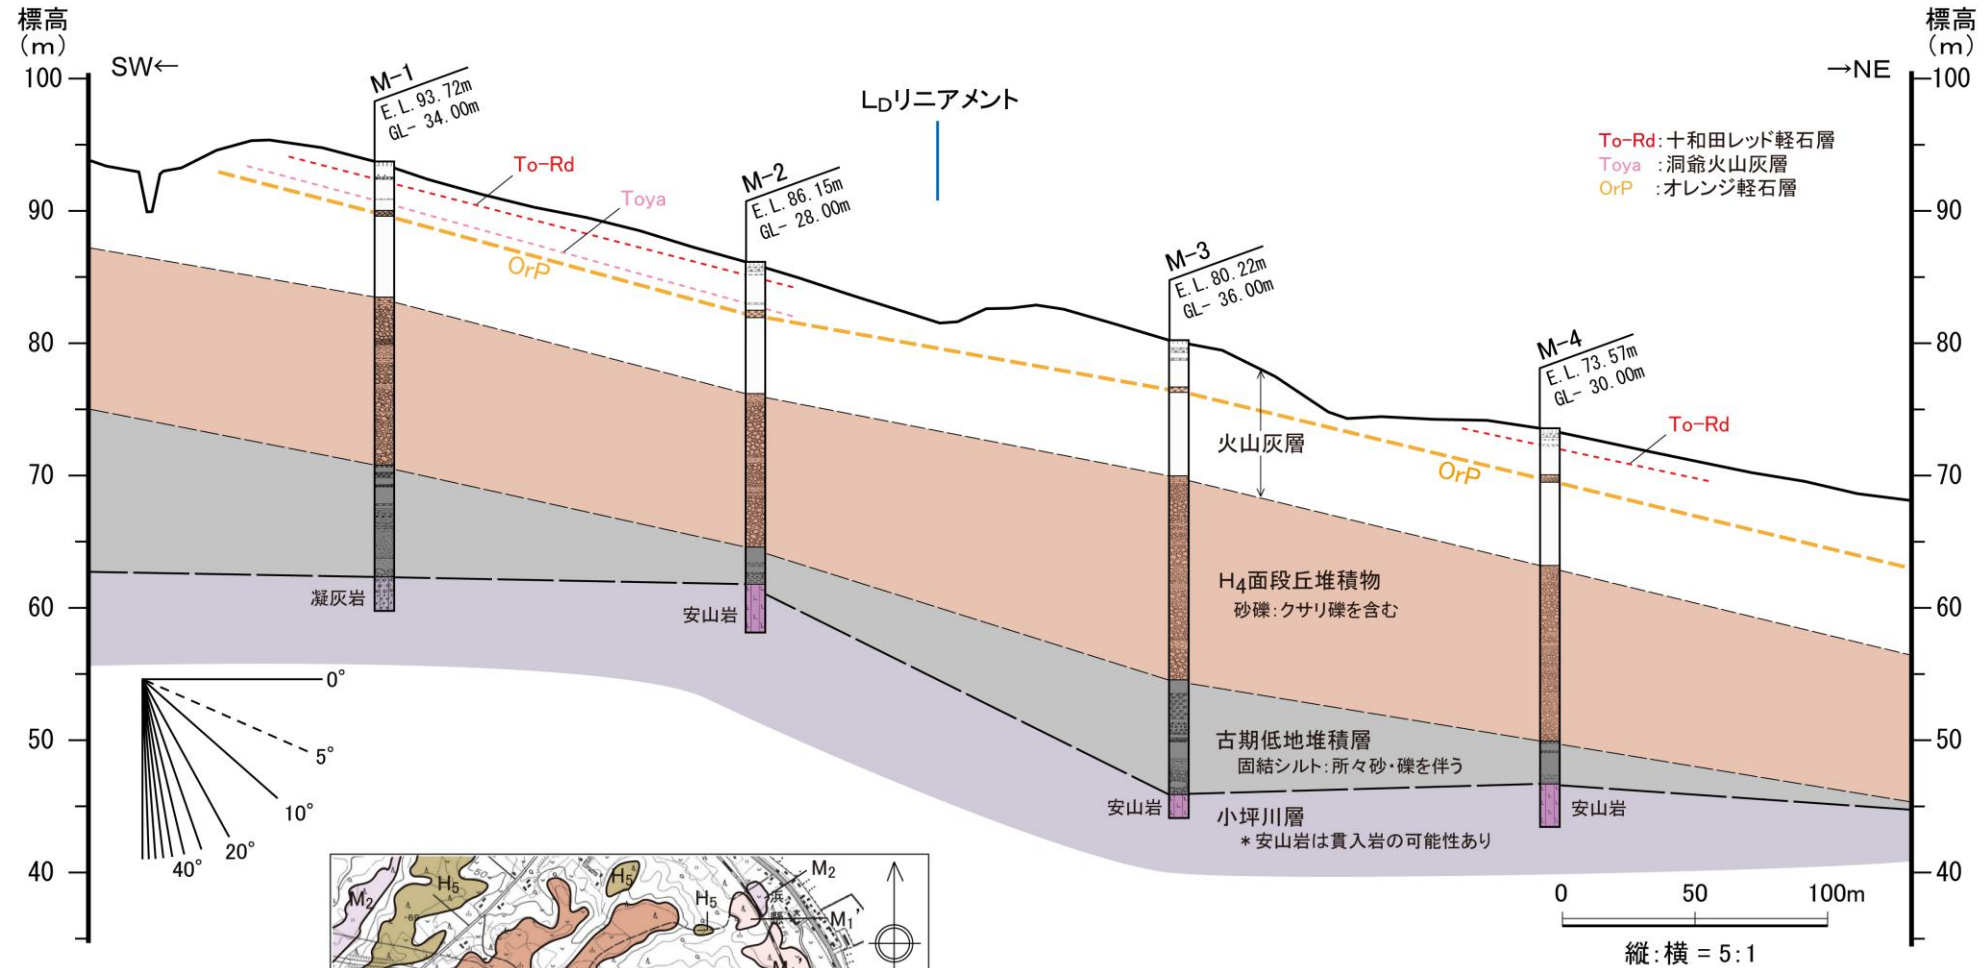 標高
(m)
SW←
M-1
E.L.93.72m
GL- 34.00m
LDリニアメント
→NE
標高
(m)
100
90
80
70
60
50
40
100
90
80
70
60
50
40
To-Rd:十和田レッド軽石層
Toya :洞爺火山灰層
OrP :オレンジ軽石層
To-Rd
Toya
OrP
M-2
E.L.86.15m
GL- 28.00m
M-3
E.L.80.22m
GL- 36.00m
M-4
E.L.73.57m
GL- 30.00m
To-Rd
OrP
火山灰層
H4面段丘堆積物
砂礫:クサリ礫を含む
凝灰岩
安山岩
古期低地堆積層
固結シルト:所々砂・礫を伴う
安山岩
小坪川層
*安山岩は貫入岩の可能性あり
安山岩
0°
5°
10°
20°
40°
M2
H5
H5
H5
M2
M1'
0 50 100m
縦:横 = 5:1